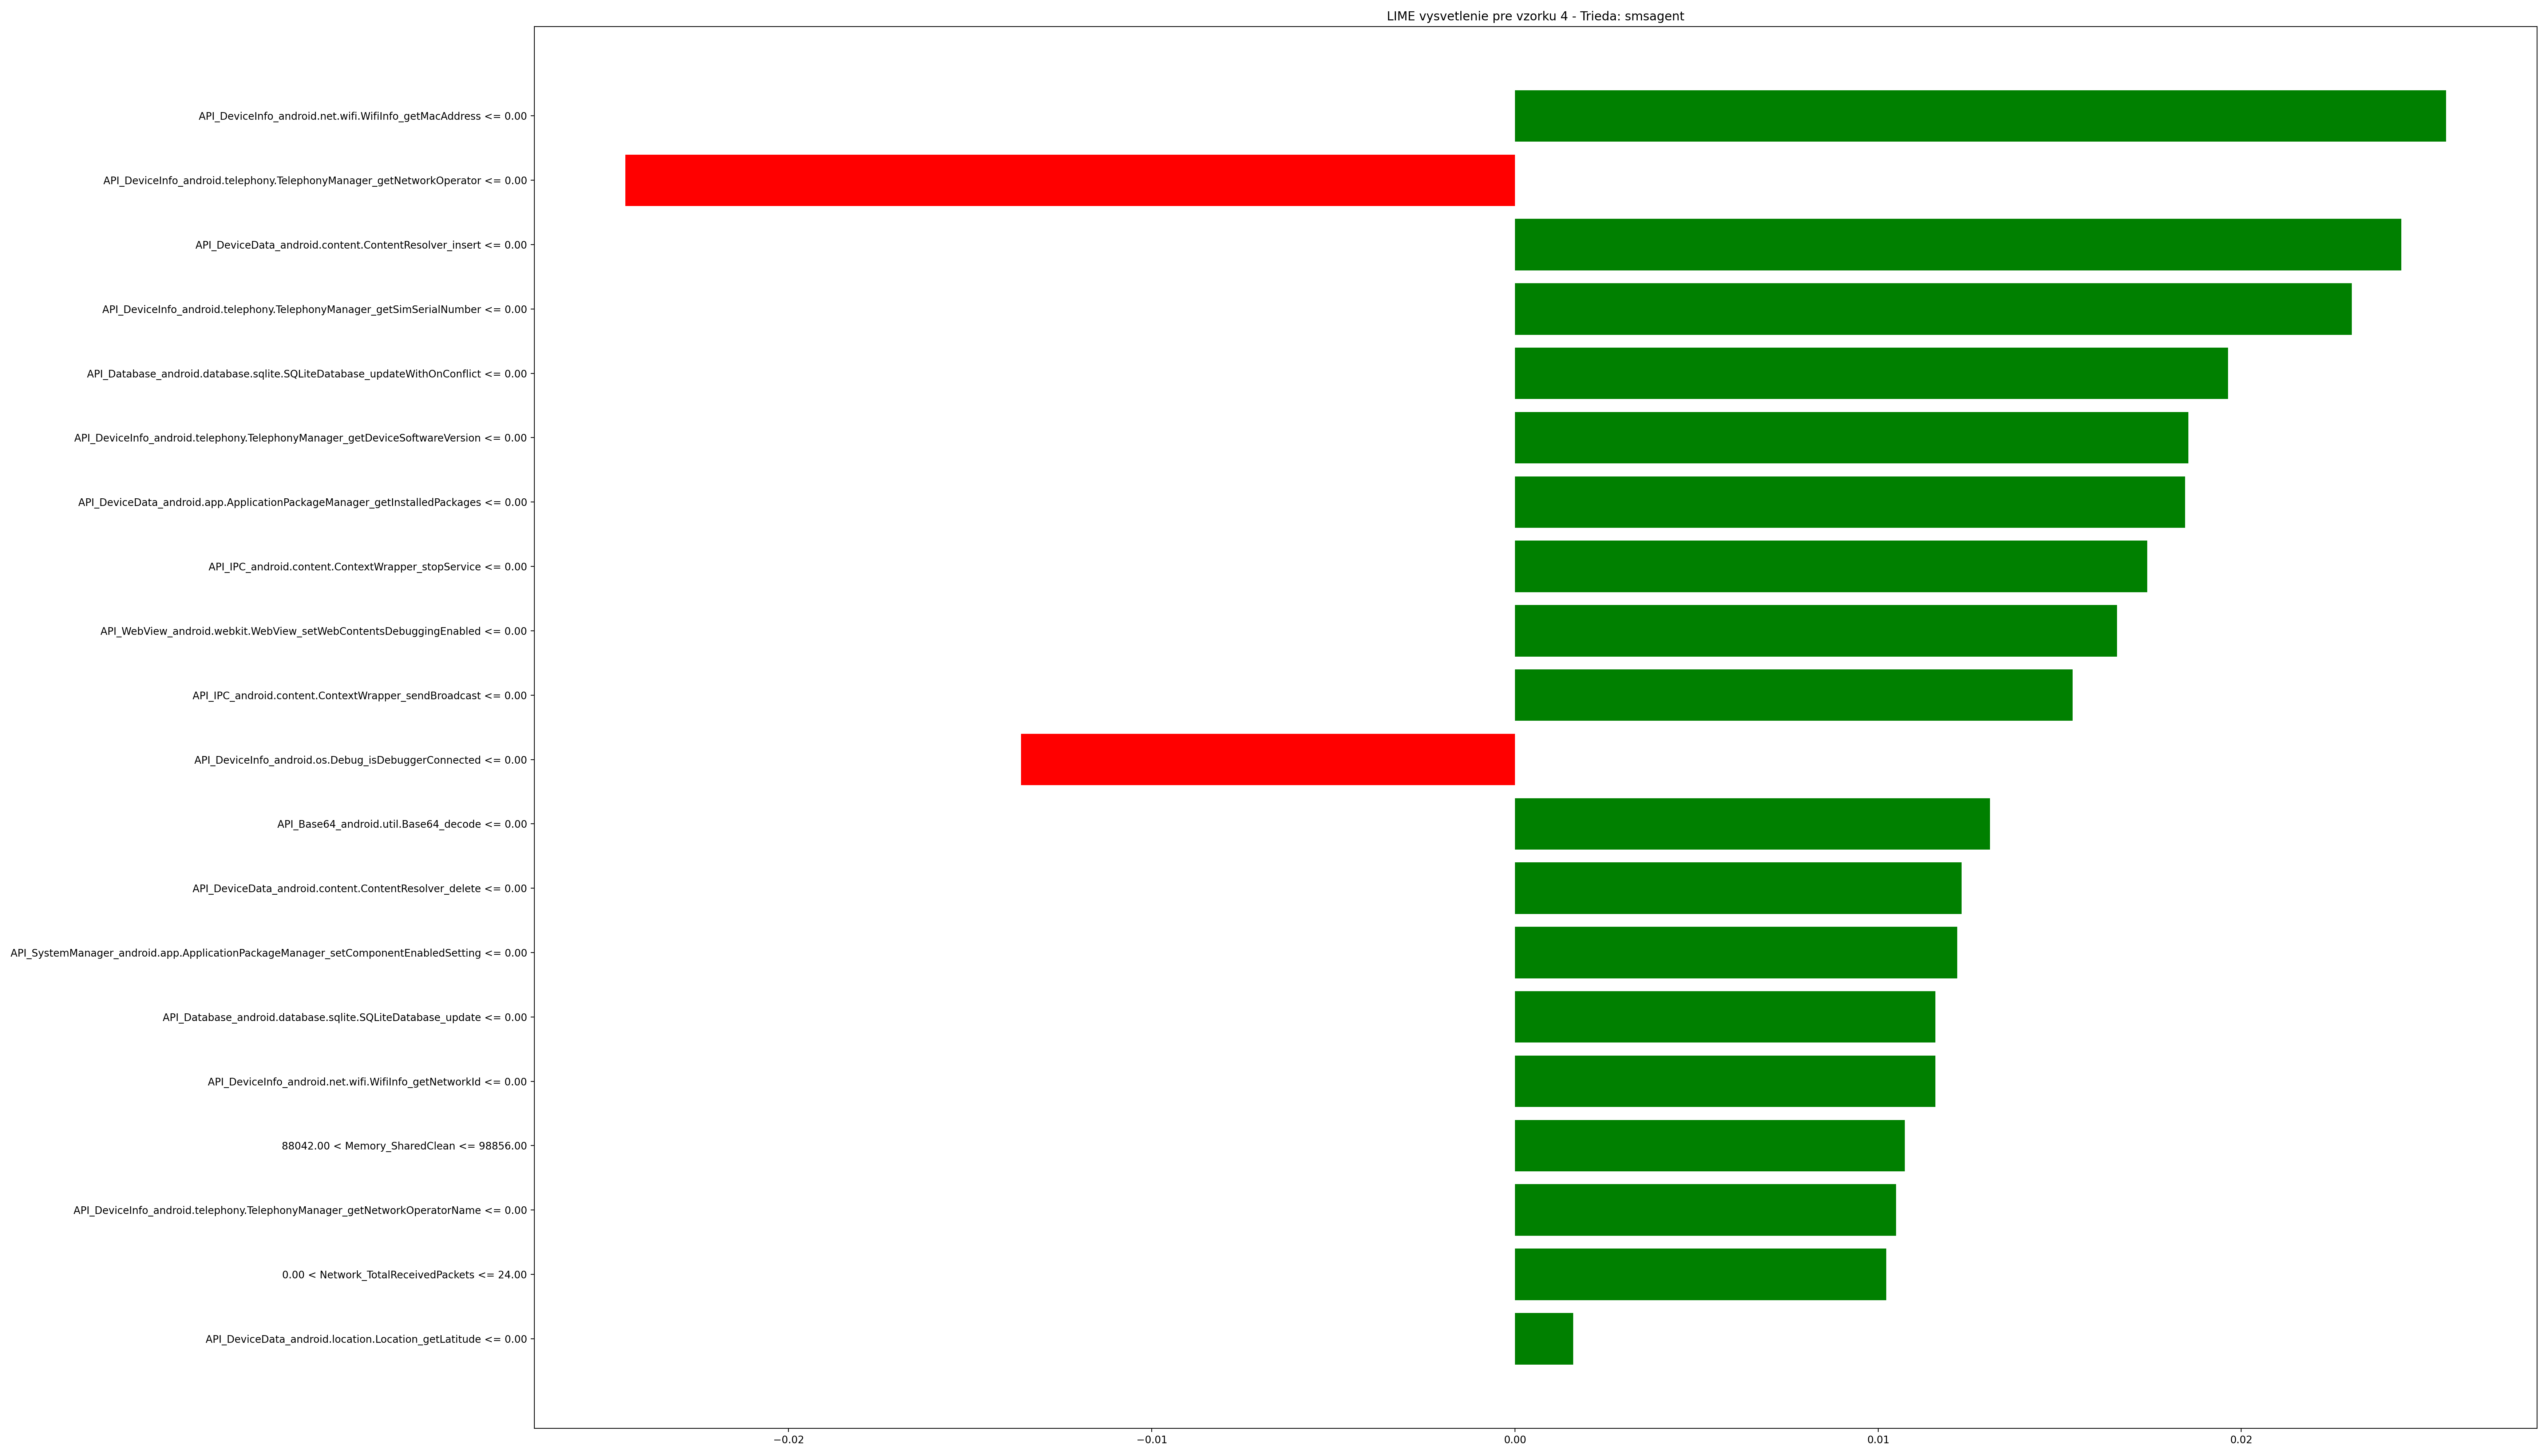 LIME vysvetlenie pre vzorku 4 - Trieda: smsagent
API_DeviceInfo_android.net.wifi.WifiInfo_getMacAddress <= 0.00
API_DeviceInfo_android.telephony.TelephonyManager_getNetworkOperator <= 0.00
API_DeviceData_android.content.ContentResolver_insert <= 0.00
API_DeviceInfo_android.telephony.TelephonyManager_getSimSerialNumber <= 0.00
API_Database_android.database.sqlite.SQLiteDatabase_updateWithOnConflict <= 0.00
API_DeviceInfo_android.telephony.TelephonyManager_getDeviceSoftwareVersion <= 0.00
API_DeviceData_android.app.ApplicationPackageManager_getInstalledPackages <= 0.00
API_IPC_android.content.ContextWrapper_stopService <= 0.00
API_WebView_android.webkit.WebView_setWebContentsDebuggingEnabled <= 0.00
API_IPC_android.content.ContextWrapper_sendBroadcast <= 0.00
API_DeviceInfo_android.os.Debug_isDebuggerConnected <= 0.00
API_Base64_android.util.Base64_decode <= 0.00
API_DeviceData_android.content.ContentResolver_delete <= 0.00
API_SystemManager_android.app.ApplicationPackageManager_setComponentEnabledSetting <= 0.00
API_Database_android.database.sqlite.SQLiteDatabase_update <= 0.00
API_DeviceInfo_android.net.wifi.WifiInfo_getNetworkId <= 0.00
88042.00 < Memory_SharedClean <= 98856.00
API_DeviceInfo_android.telephony.TelephonyManager_getNetworkOperatorName <= 0.00
0.00 < Network_TotalReceivedPackets <= 24.00
API_DeviceData_android.location.Location_getLatitude <= 0.00
−0.02 −0.01 0.00 0.01 0.02